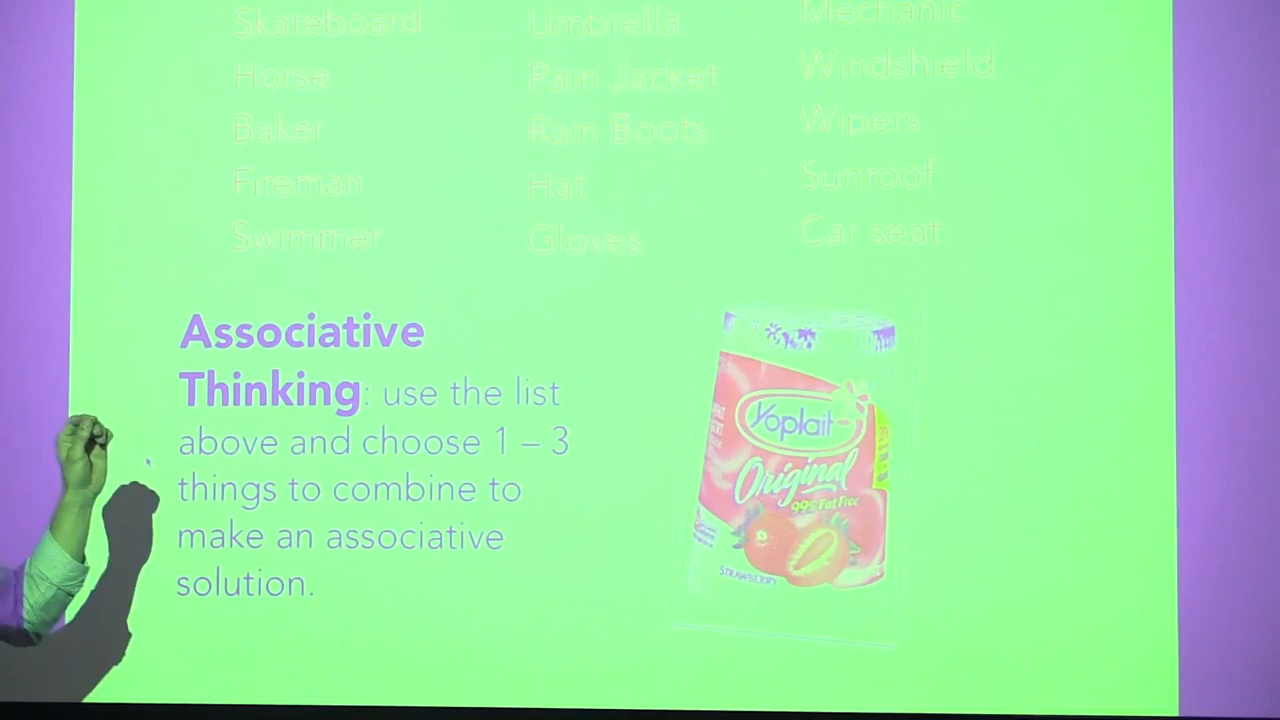 Skateboard
Horse
Baker
Fireman
Swimmer
Umbrella
Rain Jacket
Rain Boots
Hat
Gloves
Mechanic
Windshield
Wipers
Sunroof
Car seat
Associative
Thinking: use the list
above and choose 1 – 3
things to combine to
make an associative
solution.
Yoplait
Original
99% Fat Free
STRAWBERRY